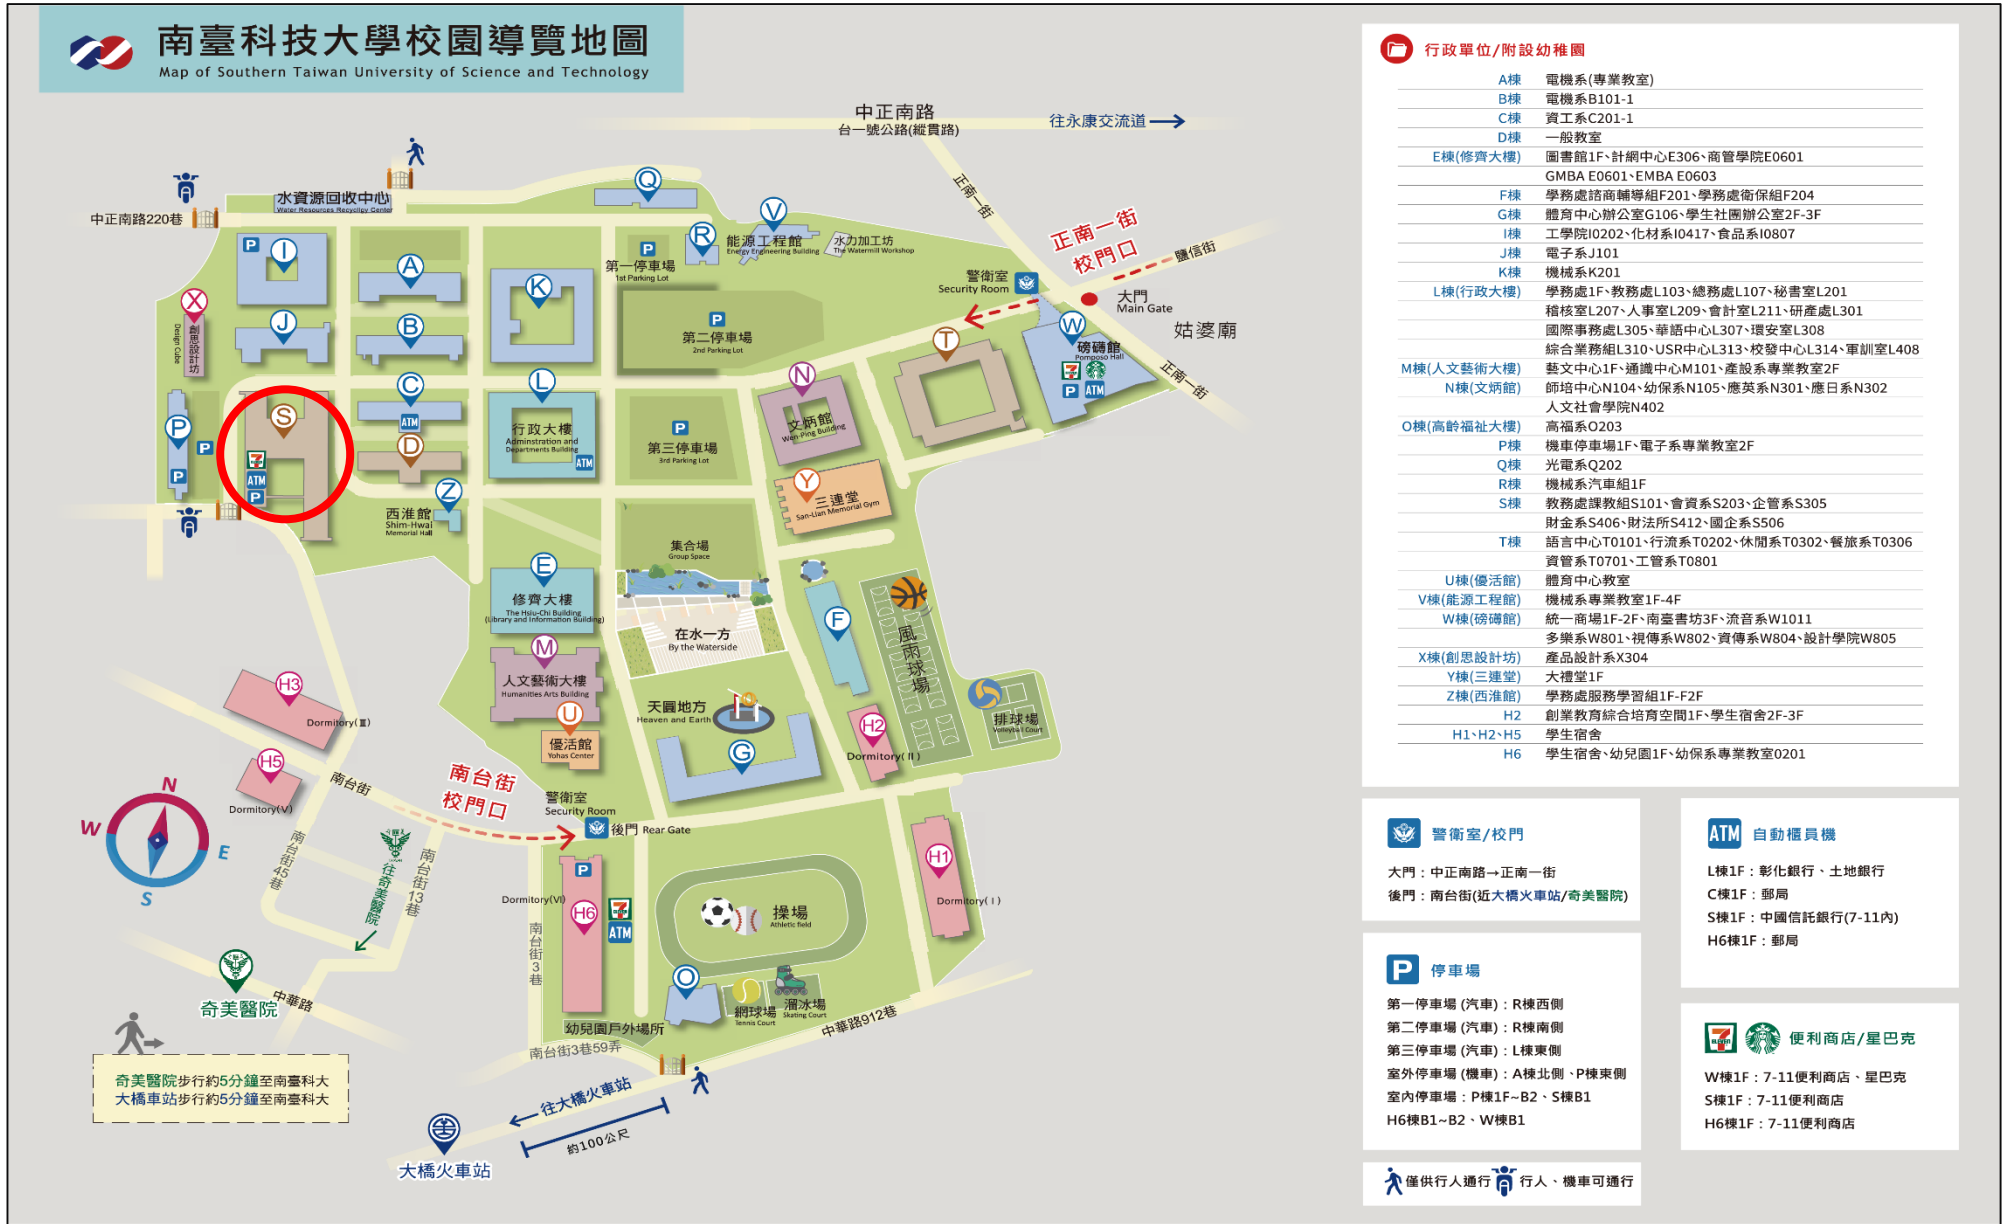 南臺科技大學校園導覽地圖
Map of Southern Taiwan University of Science and Technology
中正南路
台一號公路(縱貫路)
往永康交流道
正南一街
水資源回收中心
Water Resources Recyclig Center
中正南路220巷
Q
V
R
能源工程館
Energy Engineering Building
水力加工坊
The Watermill Workshop
正南一街
校門口
鹽信街
P
I
A
K
P
第一停車場
1st Parking Lot
警衛室
Security Room
大門
Main Gate
姑婆廟
X
創思設計坊
Design Cube
J
B
P
第二停車場
2nd Parking Lot
T
W
磅礡館
Pomposo Hall
7 ELEVEN
P
ATM
正南一街
S
C
ATM
L
行政大樓
Adminstration and
Departments Building
ATM
P
第三停車場
3rd Parking Lot
N
文炳館
Wen-Ping Building
P
P
P
7 ELEVEN
ATM
P
D
Z
西淮館
Shim-Hwai
Memorial Hall
Y
三連堂
San-Lian Memorial Gym
集合場
Group Space
E
修齊大樓
The Hsiu-Chi Building
(Library and Information Building)
在水一方
By the Waterside
F
風雨球場
M
人文藝術大樓
Humanities Arts Building
U
優活館
Yohas Center
天圓地方
Heaven and Earth
G
H2
Dormitory(Ⅱ)
排球場
Volleyball Court
H3
Dormitory(Ⅲ)
H5
Dormitory(Ⅴ)
南台街
南台街
校門口
警衛室
Security Room
後門 Rear Gate
N
W
E
S
南台街45巷
往奇美醫院
南台街13巷
P
Dormitory(Ⅵ)
H6
7 ELEVEN
ATM
南台街3巷
操場
Athletic field
H1
Dormitory(Ⅰ)
O
網球場
Tennis Court
溜冰場
Skating Court
中華路912巷
幼兒園戶外場所
南台街3巷59弄
奇美醫院
中華路
奇美醫院步行約5分鐘至南臺科大
大橋車站步行約5分鐘至南臺科大
往大橋火車站
約100公尺
大橋火車站
行政單位/附設幼稚園
A棟 電機系(專業教室)
B棟 電機系B101-1
C棟 資工系C201-1
D棟 一般教室
E棟(修齊大樓) 圖書館1F、計網中心E306、商管學院E0601
GMBA E0601、EMBA E0603
F棟 學務處諮商輔導組F201、學務處衛保組F204
G棟 體育中心辦公室G106、學生社團辦公室2F-3F
I棟 工學院I0202、化材系I0417、食品系I0807
J棟 電子系J101
K棟 機械系K201
L棟(行政大樓) 學務處1F、教務處L103、總務處L107、秘書室L201
稽核室L207、人事室L209、會計室L211、研產處L301
國際事務處L305、華語中心L307、環安室L308
綜合業務組L310、USR中心L313、校發中心L314、軍訓室L408
M棟(人文藝術大樓) 藝文中心1F、通識中心M101、產設系專業教室2F
N棟(文炳館) 師培中心N104、幼保系N105、應英系N301、應日系N302
人文社會學院N402
O棟(高齡福祉大樓) 高福系O203
P棟 機車停車場1F、電子系專業教室2F
Q棟 光電系Q202
R棟 機械系汽車組1F
S棟 教務處課教組S101、會資系S203、企管系S305
財金系S406、財法所S412、國企系S506
T棟 語言中心T0101、行流系T0202、休閒系T0302、餐旅系T0306
資管系T0701、工管系T0801
U棟(優活館) 體育中心教室
V棟(能源工程館) 機械系專業教室1F-4F
W棟(磅礡館) 統一商場1F-2F、南臺書坊3F、流音系W1011
多樂系W801、視傳系W802、資傳系W804、設計學院W805
X棟(創思設計坊) 產品設計系X304
Y棟(三連堂) 大禮堂1F
Z棟(西淮館) 學務處服務學習組1F-F2F
H2 創業教育綜合培育空間1F、學生宿舍2F-3F
H1、H2、H5 學生宿舍
H6 學生宿舍、幼兒園1F、幼保系專業教室0201
警衛室/校門
大門：中正南路→正南一街
後門：南台街(近大橋火車站/奇美醫院)
P 停車場
第一停車場 (汽車)：R棟西側
第二停車場 (汽車)：R棟南側
第三停車場 (汽車)：L棟東側
室外停車場 (機車)：A棟北側、P棟東側
室內停車場：P棟1F~B2、S棟B1
H6棟B1~B2、W棟B1
僅供行人通行 行人、機車可通行
ATM 自動櫃員機
L棟1F：彰化銀行、土地銀行
C棟1F：郵局
S棟1F：中國信託銀行(7-11內)
H6棟1F：郵局
7 ELEVEN 便利商店/星巴克
W棟1F：7-11便利商店、星巴克
S棟1F：7-11便利商店
H6棟1F：7-11便利商店